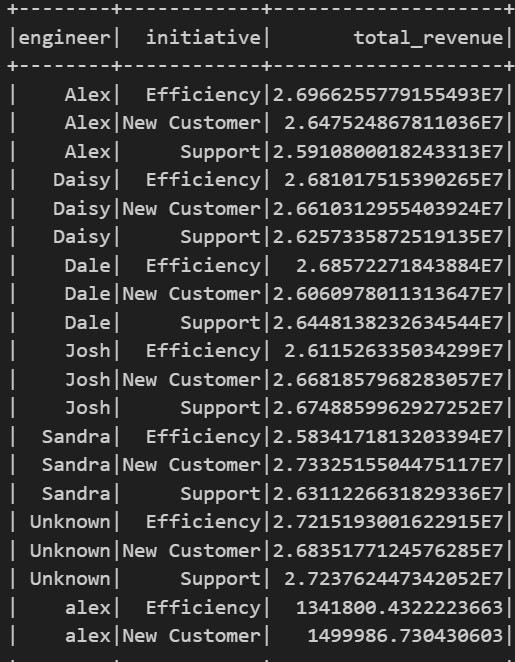 +--------+------------+--------------------+
|engineer|  initiative|       total_revenue|
+--------+------------+--------------------+
|    Alex|  Efficiency|2.6966255779155493E7|
|    Alex|New Customer| 2.647524867811036E7|
|    Alex|     Support|2.5910800018243313E7|
|   Daisy|  Efficiency| 2.681017515390265E7|
|   Daisy|New Customer|2.6610312955403924E7|
|   Daisy|     Support|2.6257335872519135E7|
|    Dale|  Efficiency|  2.68572271843884E7|
|    Dale|New Customer|2.6060978011313647E7|
|    Dale|     Support|2.6448138232634544E7|
|    Josh|  Efficiency| 2.611526335034299E7|
|    Josh|New Customer|2.6681857968283057E7|
|    Josh|     Support|2.6748859962927252E7|
|  Sandra|  Efficiency|2.5834171813203394E7|
|  Sandra|New Customer|2.7332515504475117E7|
|  Sandra|     Support|2.6311226631829336E7|
| Unknown|  Efficiency|2.7215193001622915E7|
| Unknown|New Customer|2.6835177124576285E7|
| Unknown|     Support| 2.723762447342052E7|
|    alex|  Efficiency|  1341800.4322223663|
|    alex|New Customer|   1499986.730430603|